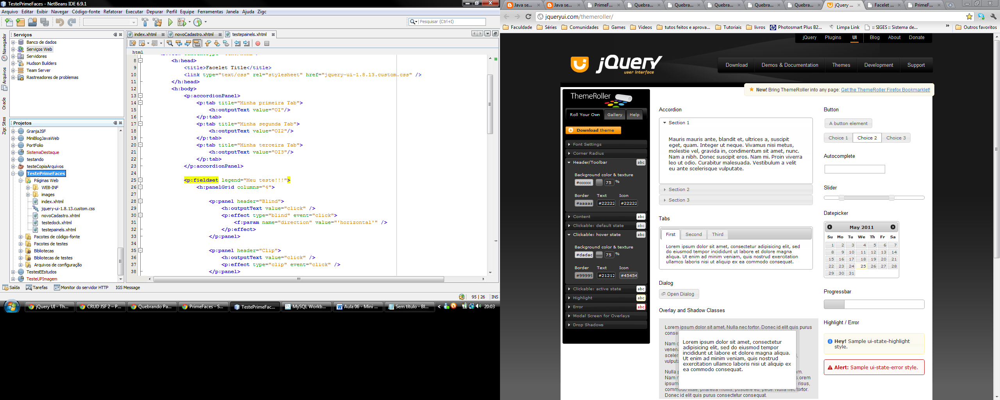 TestePrimeFaces - NetBeans IDE 6.9.1
Arquivo Editar Exibir Navegar Código-fonte Refatorar Executar Depurar Perfil Equipe Ferramentas Janela Ajuda Zigc
Pesquisar (Ctrl+I)
Navegador
Arquivos
Oracle
Zigc Sites
Serviços
Banco de dados
Serviços Web
Servidores
Hudson Builders
Team Server
Rastreadores de problemas
Projetos
GranjaJSF
MiniBlogJavaWeb
PortFolio
SistemaDestaque
testando
testeCopiaArquivos
TestePrimeFaces
Páginas Web
WEB-INF
images
index.xhtml
jquery-ui-1.8.13.custom.css
novoCadastro.xhtml
testedock.xhtml
testepainels.xhtml
Pacotes de código-fonte
Pacotes de testes
Bibliotecas
Bibliotecas de testes
Arquivos de configuração
TestesEEstudos
TesteUPImagem
index.xhtml novoCadastro.xhtml testepainels.xhtml
html
8 <h:head>
9 <title>Facelet Title</title>
10 <link type="text/css" rel="stylesheet" href="jquery-ui-1.8.13.custom.css" />
11 </h:head>
12 <h:body>
13 <p:accordionPanel>
14 <p:tab title="Minha primeira Tab">
15 <h:outputText value="OI"/>
16 </p:tab>
17 <p:tab title="Minha segunda Tab">
18 <h:outputText value="OI2"/>
19 </p:tab>
20 <p:tab title="Minha terceira Tab">
21 <h:outputText value="OI3"/>
22 </p:tab>
23 </p:accordionPanel>
24
25 <p:fieldset legend="Meu teste!!!">
26 <h:panelGrid columns="4">
27
28 <p:panel header="Blind">
29 <h:outputText value="click" />
30 <p:effect type="blind" event="click">
31 <f:param name="direction" value="'horizontal'" />
32 </p:effect>
33 </p:panel>
34
35 <p:panel header="Clip">
36 <h:outputText value="click" />
37 <p:effect type="clip" event="click" />
38 </p:panel>
Saída Tarefas Monitor do servidor HTTP IGS Message
95 | 26 INS
jQuery UI - Th... CRUD JSF 2 – P... Quebrando Pa... PrimeFaces - S... TestePrimeFac... MySQL Workb... Aula 06 - Mini ... Sem título - Bl... < 20:03
Java se... Java se... PrimeF... Quebra... Quebra... Quebra... Quebra... Quebra... jQuery ... Facelet ... PrimeF...
jqueryui.com/themeroller/
Faculdade Séries Comunidades Games Videos tutos feitos e aprova... Tutoriais livros Photosmart Plus B2... Limpa Link :: SIGES :: Sistema de... » Outros favoritos
jQuery Plugins UI Blog About Donate
jQuery
user interface
Download Demos & Documentation Themes Development Support
New! Bring ThemeRoller into any page: Get the ThemeRoller Firefox Bookmarklet!
ThemeRoller
Roll Your Own Gallery Help
Download theme
Font Settings
Corner Radius
Header/Toolbar abc
Background color & texture
#cccccc 75 %
Border Text Icon
#aaaaa #22222 #22222
Content abc
Clickable: default state abc
Clickable: hover state abc
Background color & texture
#dadac 75 %
Border Text Icon
#99999 #21212 #45454
Clickable: active state abc
Highlight abc
Error abc
Modal Screen for Overlays
Drop Shadows
Accordion
Section 1
Mauris mauris ante, blandit et, ultrices a, suscipit
eget, quam. Integer ut neque. Vivamus nisi metus,
molestie vel, gravida in, condimentum sit amet, nunc.
Nam a nibh. Donec suscipit eros. Nam mi. Proin viverra
leo ut odio. Curabitur malesuada. Vestibulum a velit
eu ante scelerisque vulputate.
Section 2
Section 3
Tabs
First Second Third
Lorem ipsum dolor sit amet, consectetur adipisicing elit, sed
do eiusmod tempor incididunt ut labore et dolore magna
aliqua. Ut enim ad minim veniam, quis nostrud exercitation
ullamco laboris nisi ut aliquip ex ea commodo consequat.
Dialog
Open Dialog
Overlay and Shadow Classes
Lorem ipsum dolor sit amet, Nulla nec tortor. Donec id elit quis purus
Lorem ipsum dolor sit amet, consectetur
adipisicing elit, sed do eiusmod tempor
incididunt ut labore et dolore magna aliqua.
Ut enim ad minim veniam, quis nostrud
exercitation ullamco laboris nisi ut aliquip ex
ea commodo consequat.
commodo vitae, pharetra mollis, posuere eu, pede. Nulla nec tortor.
Donec id elit quis purus consectetur consequat.
Button
A button element
Choice 1 Choice 2 Choice 3
Autocomplete
Slider
Datepicker
May 2011
Su Mo Tu We Th Fr Sa
1 2 3 4 5 6 7
8 9 10 11 12 13 14
15 16 17 18 19 20 21
22 23 24 25 26 27 28
29 30 31
Progressbar
Highlight / Error
Hey! Sample ui-state-highlight
style.
Alert: Sample ui-state-error style.